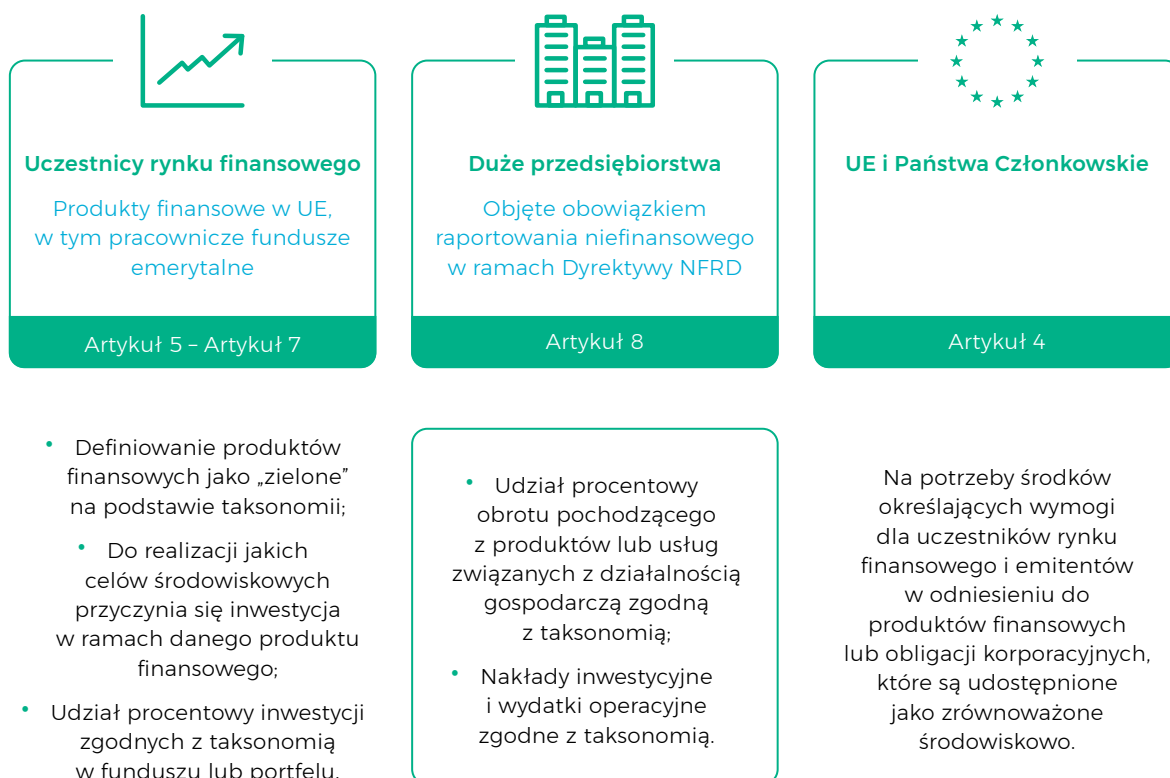 Uczestnicy rynku finansowego
Produkty finansowe w UE,
w tym pracownicze fundusze
emerytalne
Artykuł 5 – Artykuł 7
Duże przedsiębiorstwa
Objęte obowiązkiem
raportowania niefinansowego
w ramach Dyrektywy NFRD
Artykuł 8
UE i Państwa Członkowskie
Artykuł 4
• Definiowanie produktów
finansowych jako „zielone”
na podstawie taksonomii;
• Do realizacji jakich
celów środowiskowych
przyczynia się inwestycja
w ramach danego produktu
finansowego;
• Udział procentowy inwestycji
zgodnych z taksonomią
w funduszu lub portfelu.
• Udział procentowy
obrotu pochodzącego
z produktów lub usług
związanych z działalnością
gospodarczą zgodną
z taksonomią;
• Nakłady inwestycyjne
i wydatki operacyjne
zgodne z taksonomią.
Na potrzeby środków
określających wymogi
dla uczestników rynku
finansowego i emitentów
w odniesieniu do
produktów finansowych
lub obligacji korporacyjnych,
które są udostępnione
jako zrównoważone
środowiskowo.